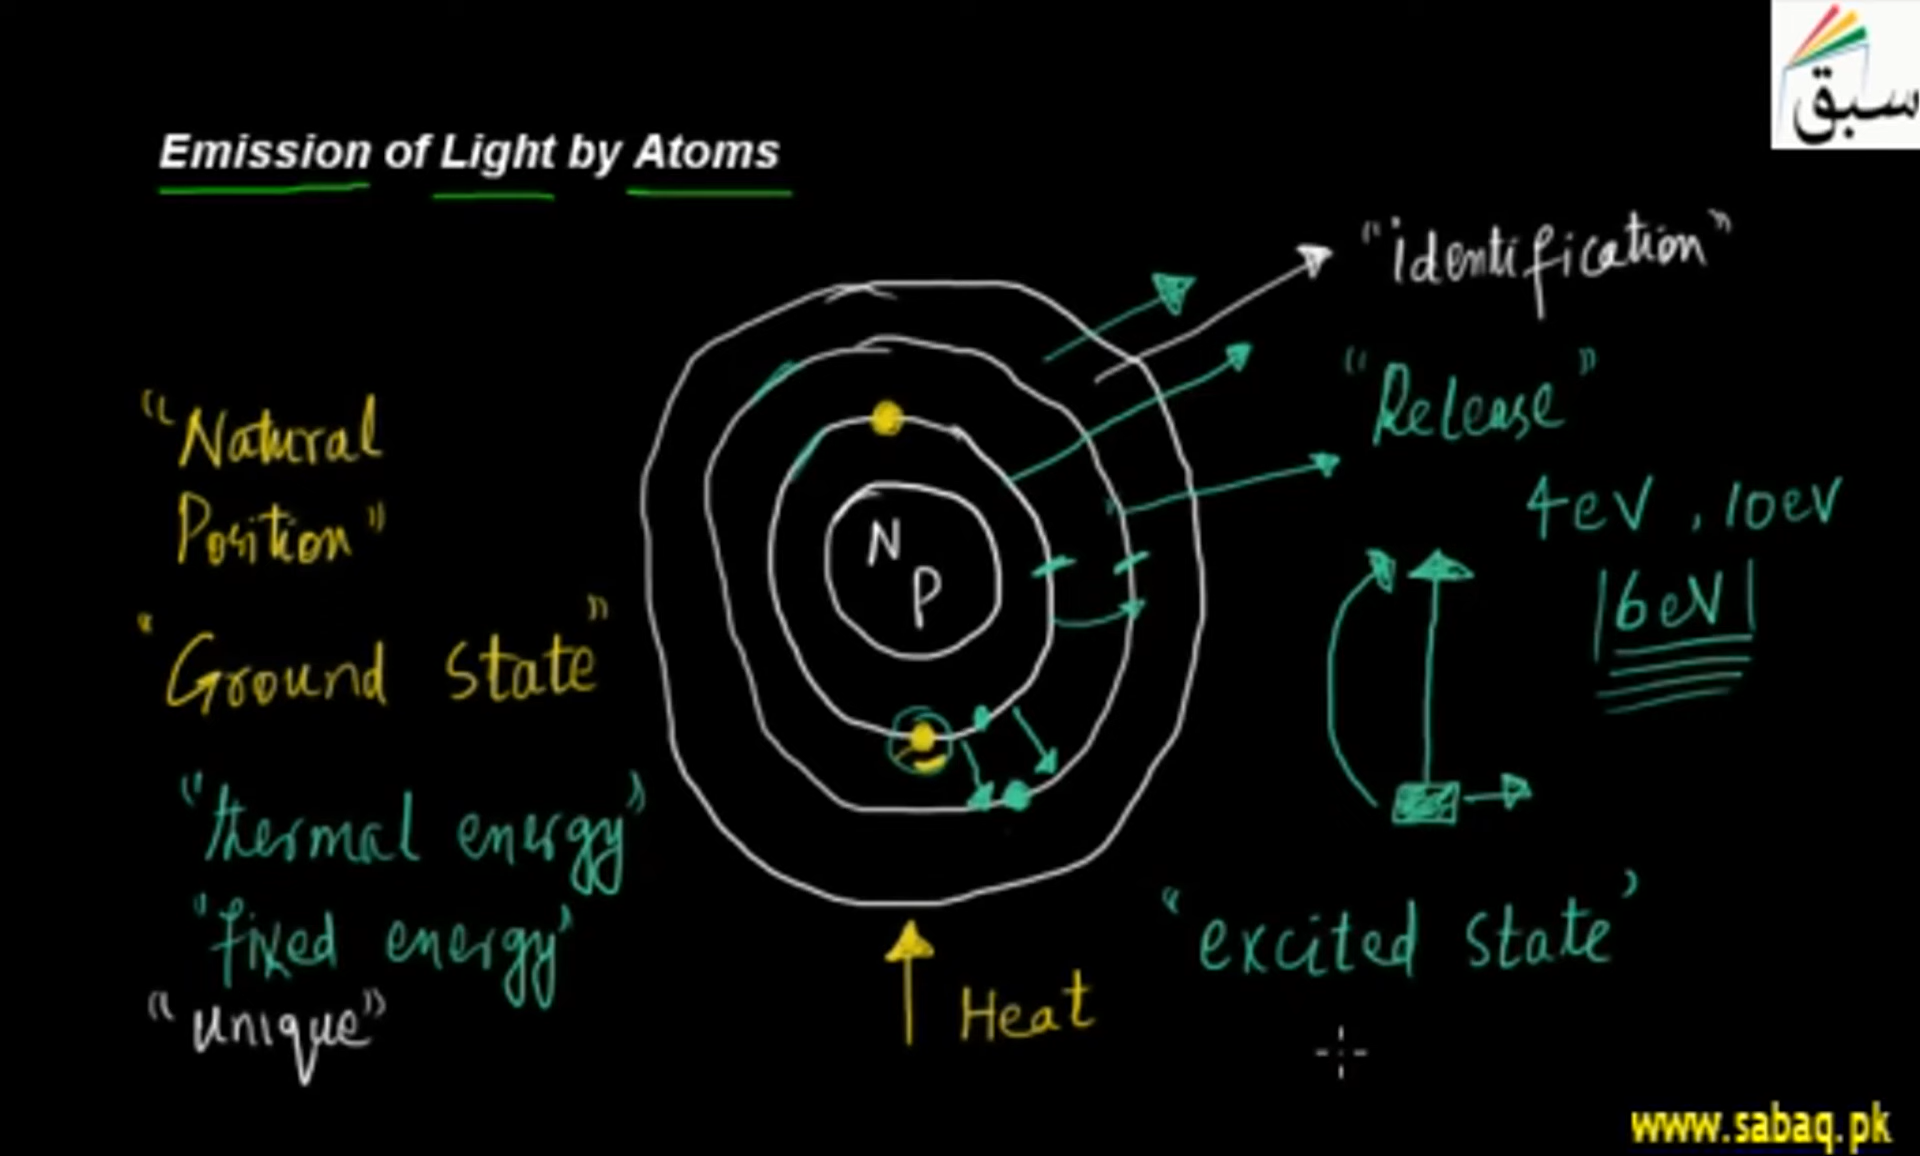 سبق
Emission of Light by Atoms
"identification"
"Release"
4eV, 10eV
|6eV|
"Natural
Position"
N
P
"Ground state"
"thermal energy"
"fixed energy"
"excited state"
"unique"
Heat
www.sabaq.pk